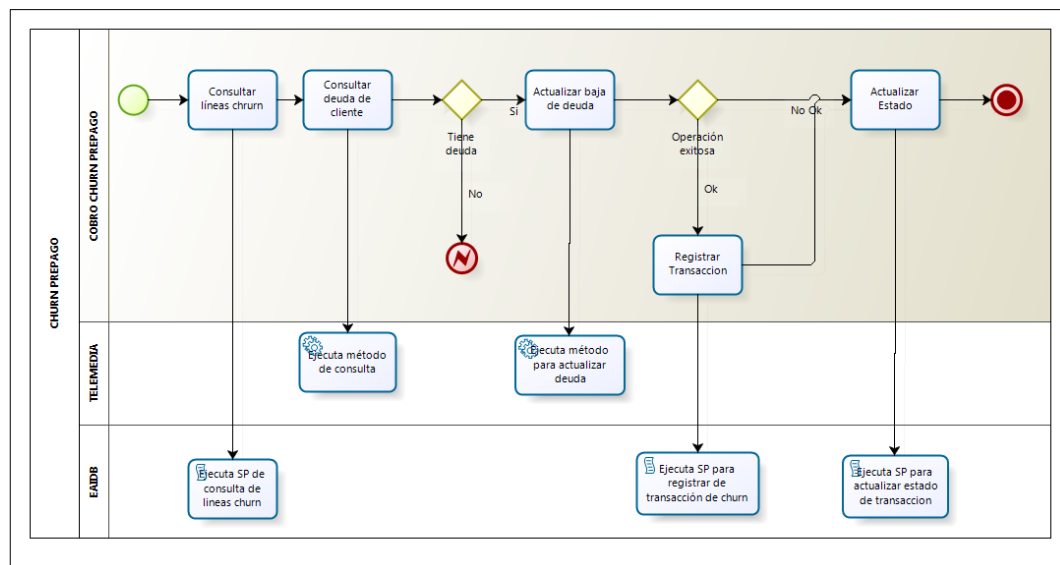 CHURN PREPAGO
COBRO CHURN PREPAGO
Consultar
líneas chrurn
Consultar
deuda de
cliente
Tiene
deuda
Si
No
Actualizar baja
de deuda
Operación
exitosa
No Ok
Ok
Actualizar
Estado
Registrar
Transaccion
TELEMEDIA
Ejecuta método
de consulta
Ejecuta método
para actualizar
deuda
EAIDB
Ejecuta SP de
consulta de
lineas churn
Ejecuta SP para
registrar de
transacción de churn
Ejecuta SP para
actualizar estado
de transaccion